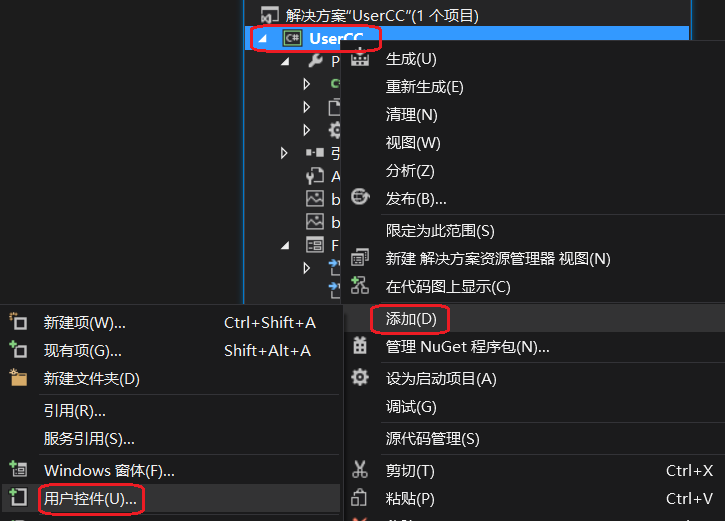 解决方案"UserCC"(1 个项目)
UserCC
生成(U)
重新生成(E)
清理(N)
视图(W)
分析(Z)
发布(B)...
限定为此范围(S)
新建 解决方案资源管理器 视图(N)
在代码图上显示(C)
添加(D)
管理 NuGet 程序包(N)...
设为启动项目(A)
调试(G)
源代码管理(S)
剪切(T) Ctrl+X
粘贴(P) Ctrl+V
P
引
A
b
b
F
新建项(W)... Ctrl+Shift+A
现有项(G)... Shift+Alt+A
新建文件夹(D)
引用(R)...
服务引用(S)...
Windows 窗体(F)...
用户控件(U)...